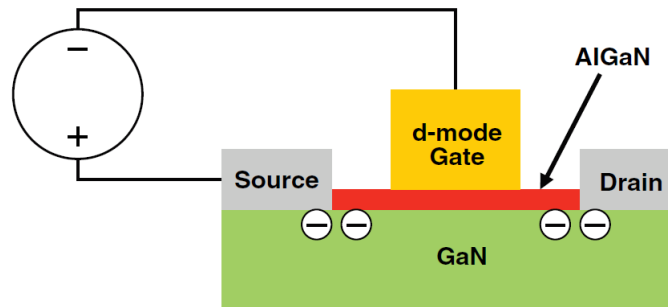 −
+
AlGaN
d-mode
Gate
Source
Drain
− − − −
GaN